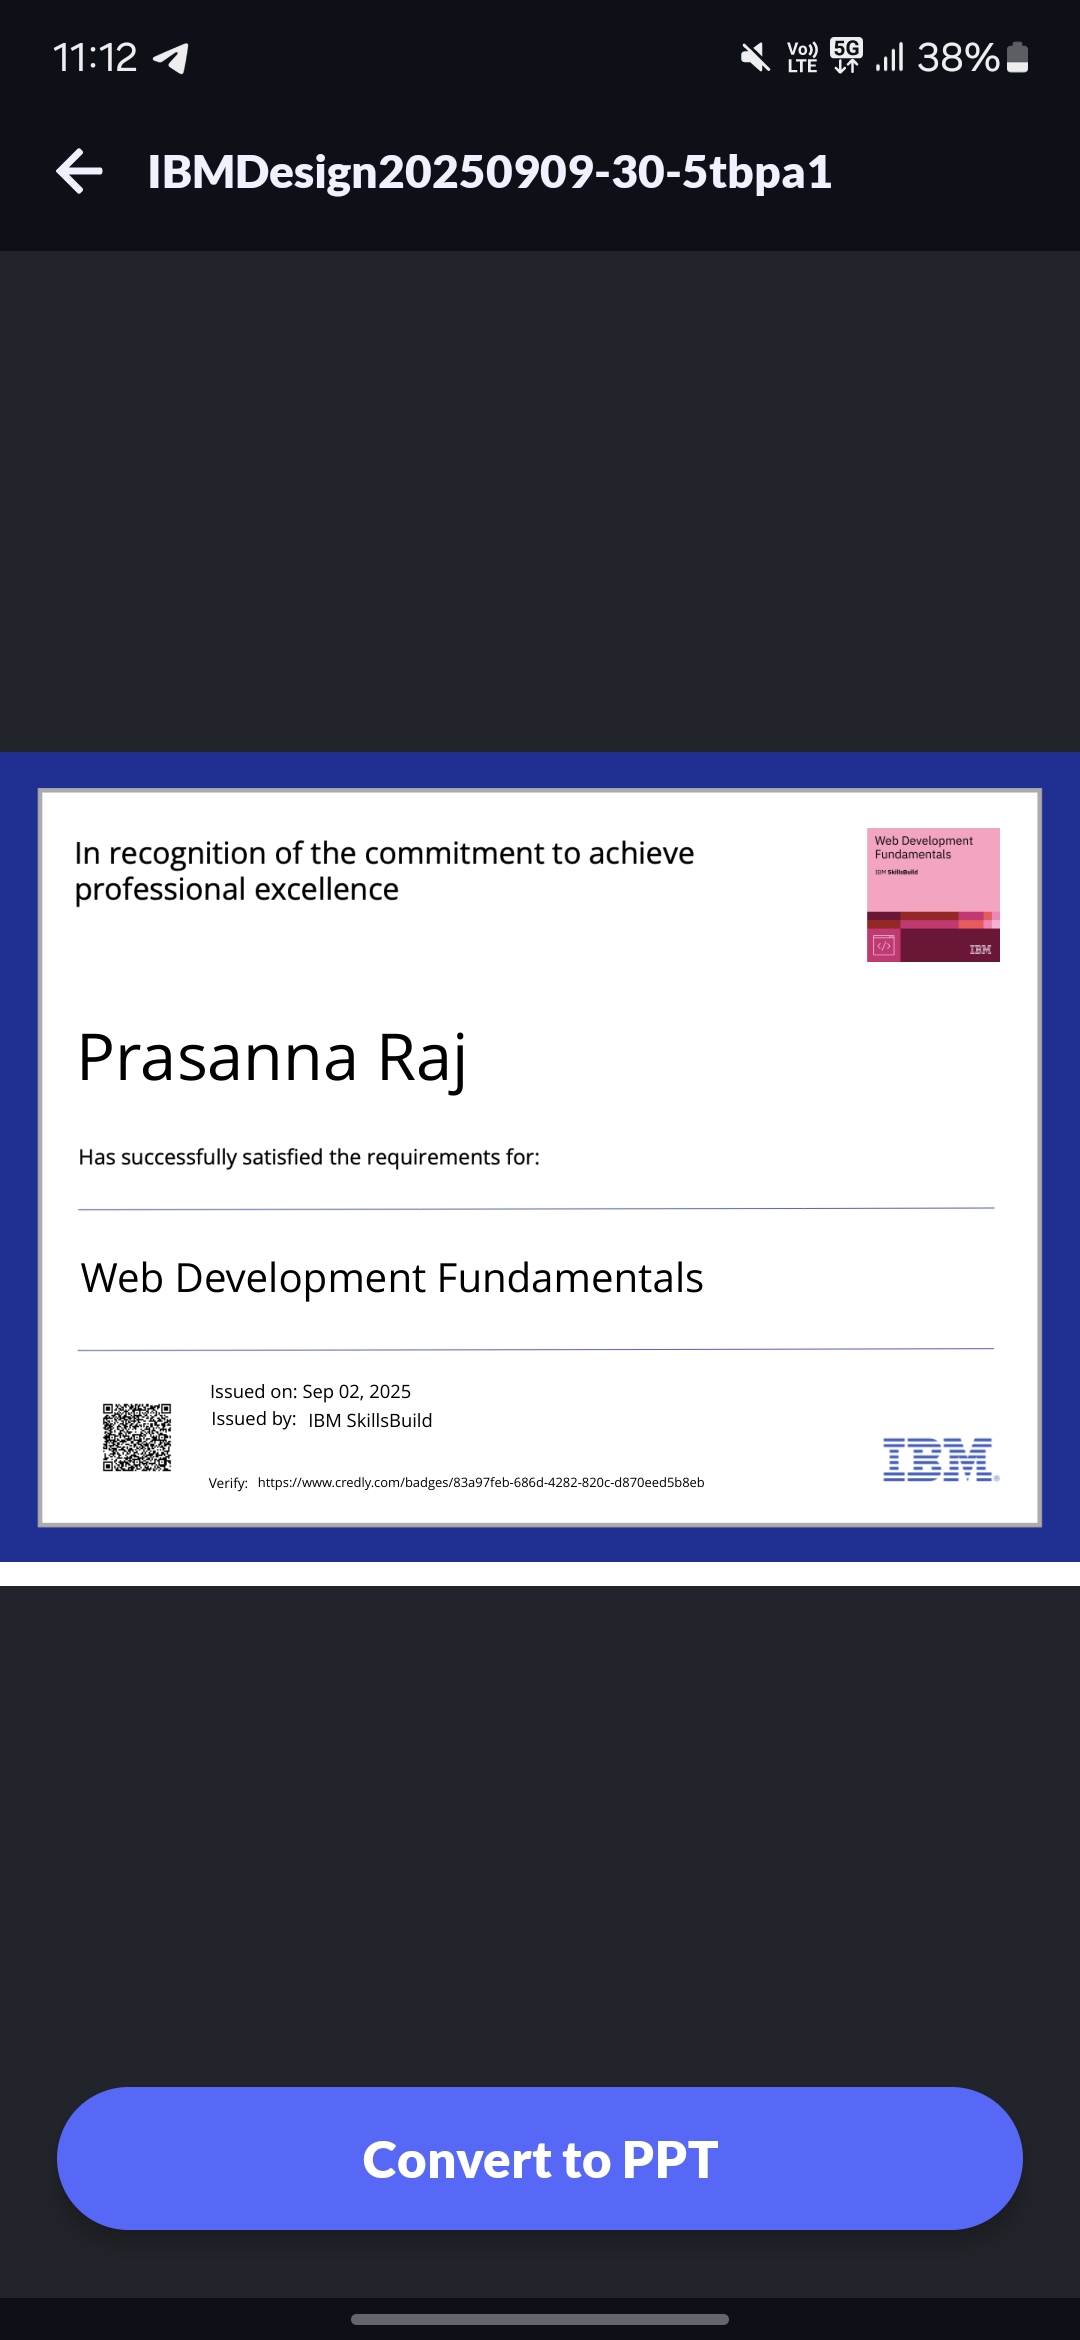 11:12
Vo))
LTE
5G
38%
IBMDesign20250909-30-5tbpa1
In recognition of the commitment to achieve
professional excellence
Web Development
Fundamentals
IBM SkillsBuild
</>
IBM
Prasanna Raj
Has successfully satisfied the requirements for:
Web Development Fundamentals
Issued on: Sep 02, 2025
Issued by: IBM SkillsBuild
Verify: https://www.credly.com/badges/83a97feb-686d-4282-820c-d870eed5b8eb
IBM®
Convert to PPT